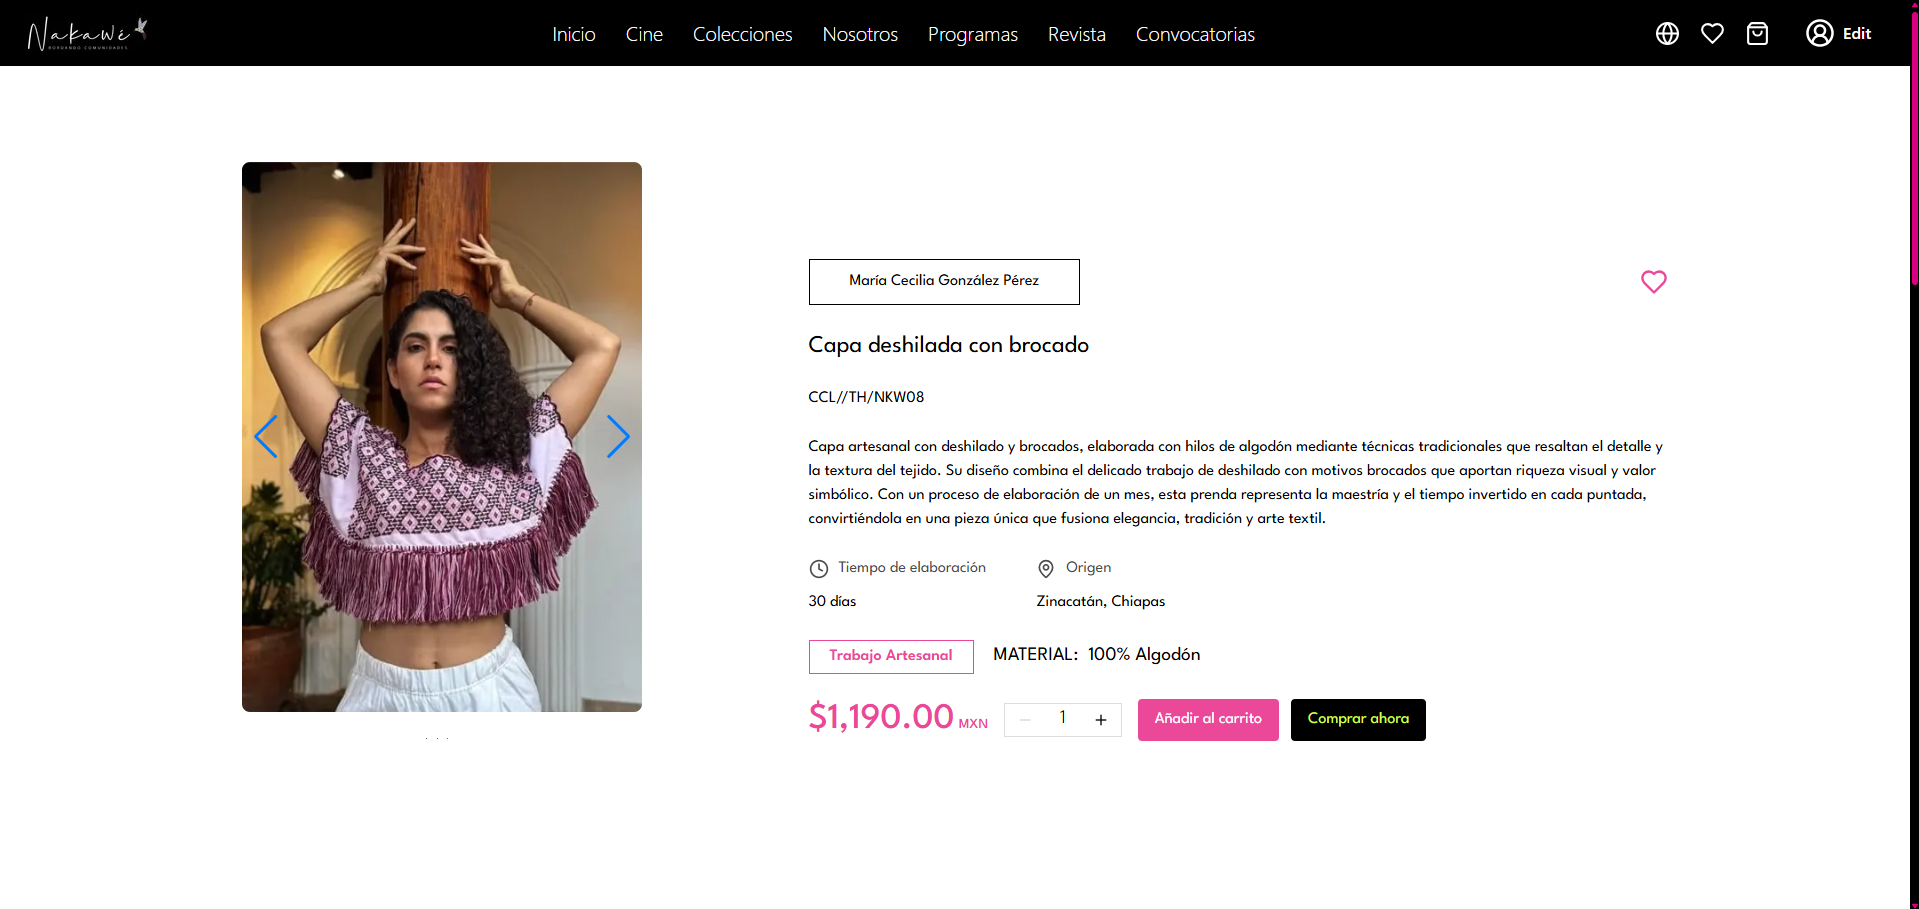 Nakawé
BORDANDO COMUNIDADES
Inicio Cine Colecciones Nosotros Programas Revista Convocatorias
Edit
María Cecilia González Pérez
Capa deshilada con brocado
CCL//TH/NKW08
Capa artesanal con deshilado y brocados, elaborada con hilos de algodón mediante técnicas tradicionales que resaltan el detalle y
la textura del tejido. Su diseño combina el delicado trabajo de deshilado con motivos brocados que aportan riqueza visual y valor
simbólico. Con un proceso de elaboración de un mes, esta prenda representa la maestría y el tiempo invertido en cada puntada,
convirtiéndola en una pieza única que fusiona elegancia, tradición y arte textil.
Tiempo de elaboración Origen
30 días Zinacatán, Chiapas
Trabajo Artesanal MATERIAL: 100% Algodón
$1,190.00 MXN − 1 + Añadir al carrito Comprar ahora